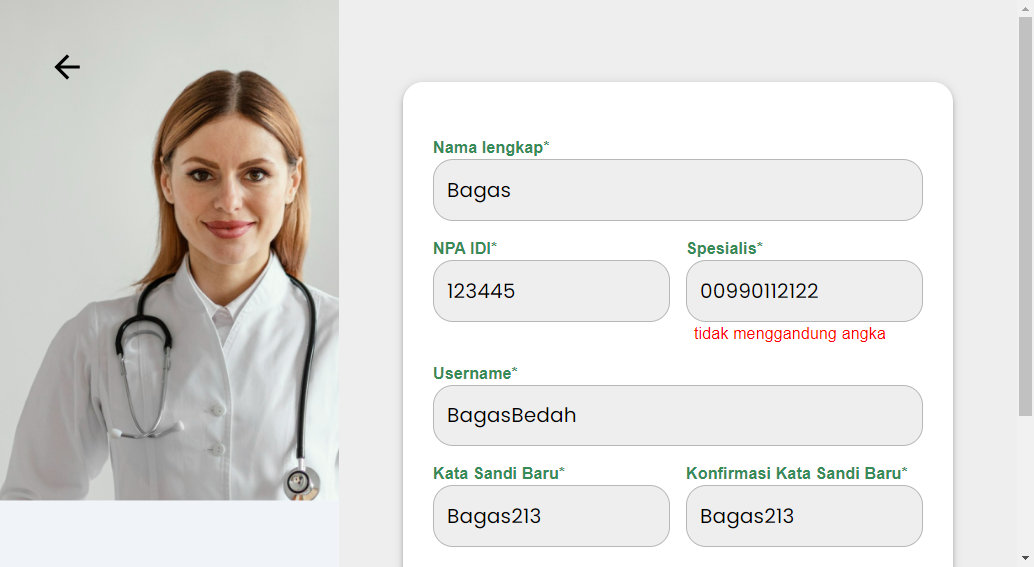 Nama lengkap*
Bagas
NPA IDI*
Spesialis*
123445
00990112122
tidak menggandung angka
Username*
BagasBedah
Kata Sandi Baru*
Konfirmasi Kata Sandi Baru*
Bagas213
Bagas213